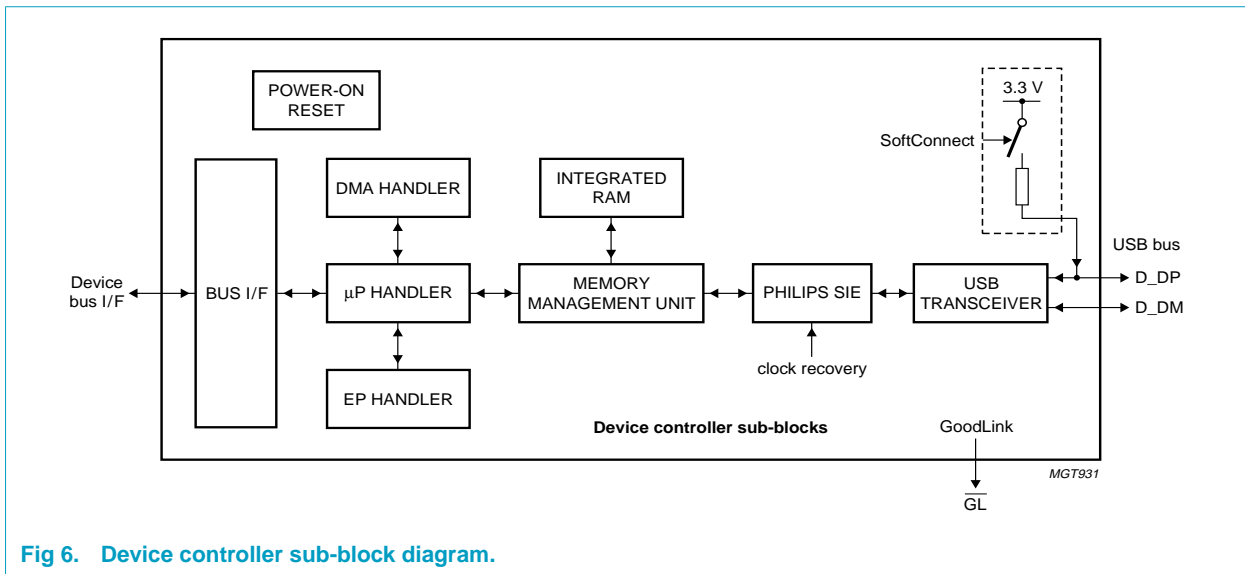 POWER-ON
RESET
3.3 V
SoftConnect
DMA HANDLER
INTEGRATED
RAM
USB bus
Device
bus I/F
BUS I/F
μP HANDLER
MEMORY
MANAGEMENT UNIT
PHILIPS SIE
USB
TRANSCEIVER
D_DP
D_DM
clock recovery
EP HANDLER
Device controller sub-blocks
GoodLink
MGT931
GL
Fig 6. Device controller sub-block diagram.